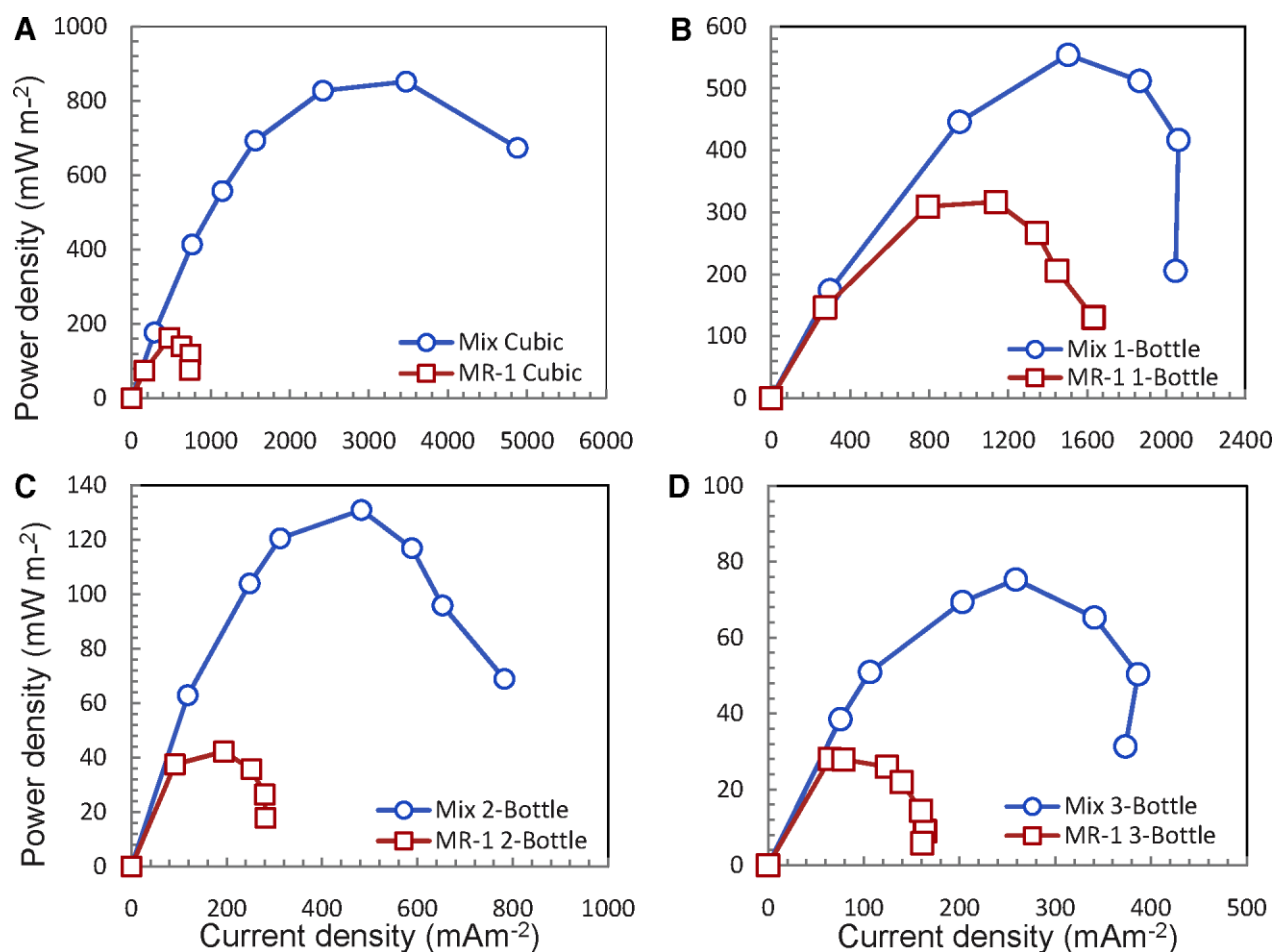 A
1000
800
600
400
200
0
Power density (mW m-²)
Mix Cubic
MR-1 Cubic
0 1000 2000 3000 4000 5000 6000
B
600
500
400
300
200
100
0
Mix 1-Bottle
MR-1 1-Bottle
0 400 800 1200 1600 2000 2400
C
140
120
100
80
60
40
20
0
Power density (mW m-²)
Mix 2-Bottle
MR-1 2-Bottle
0 200 400 600 800 1000
Current density (mAm-²)
D
100
80
60
40
20
0
Mix 3-Bottle
MR-1 3-Bottle
0 100 200 300 400 500
Current density (mAm-²)